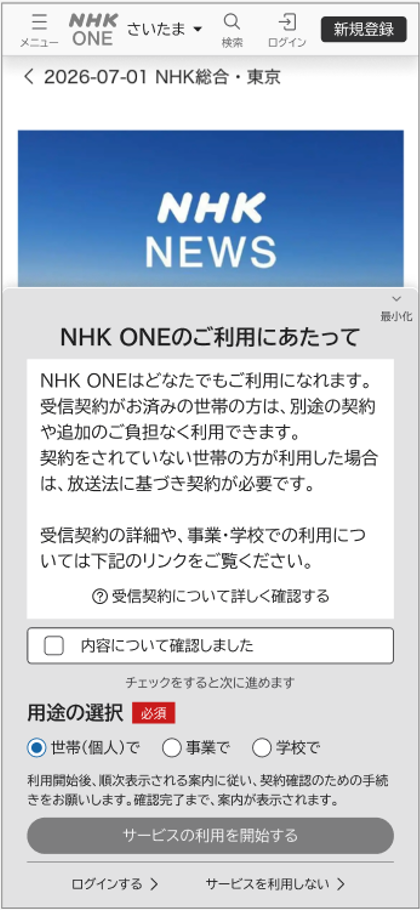 メニュー
NHK
ONE
さいたま
検索
ログイン
新規登録
2026-07-01 NHK総合・東京
NHK
NEWS
最小化
NHK ONEのご利用にあたって
NHK ONEはどなたでもご利用になれます。
受信契約がお済みの世帯の方は、別途の契約
や追加のご負担なく利用できます。
契約をされていない世帯の方が利用した場合
は、放送法に基づき契約が必要です。
受信契約の詳細や、事業・学校での利用につ
いては下記のリンクをご覧ください。
受信契約について詳しく確認する
内容について確認しました
チェックをすると次に進めます
用途の選択 必須
世帯(個人)で 事業で 学校で
利用開始後、順次表示される案内に従い、契約確認のための手続
きをお願いします。確認完了まで、案内が表示されます。
サービスの利用を開始する
ログインする サービスを利用しない